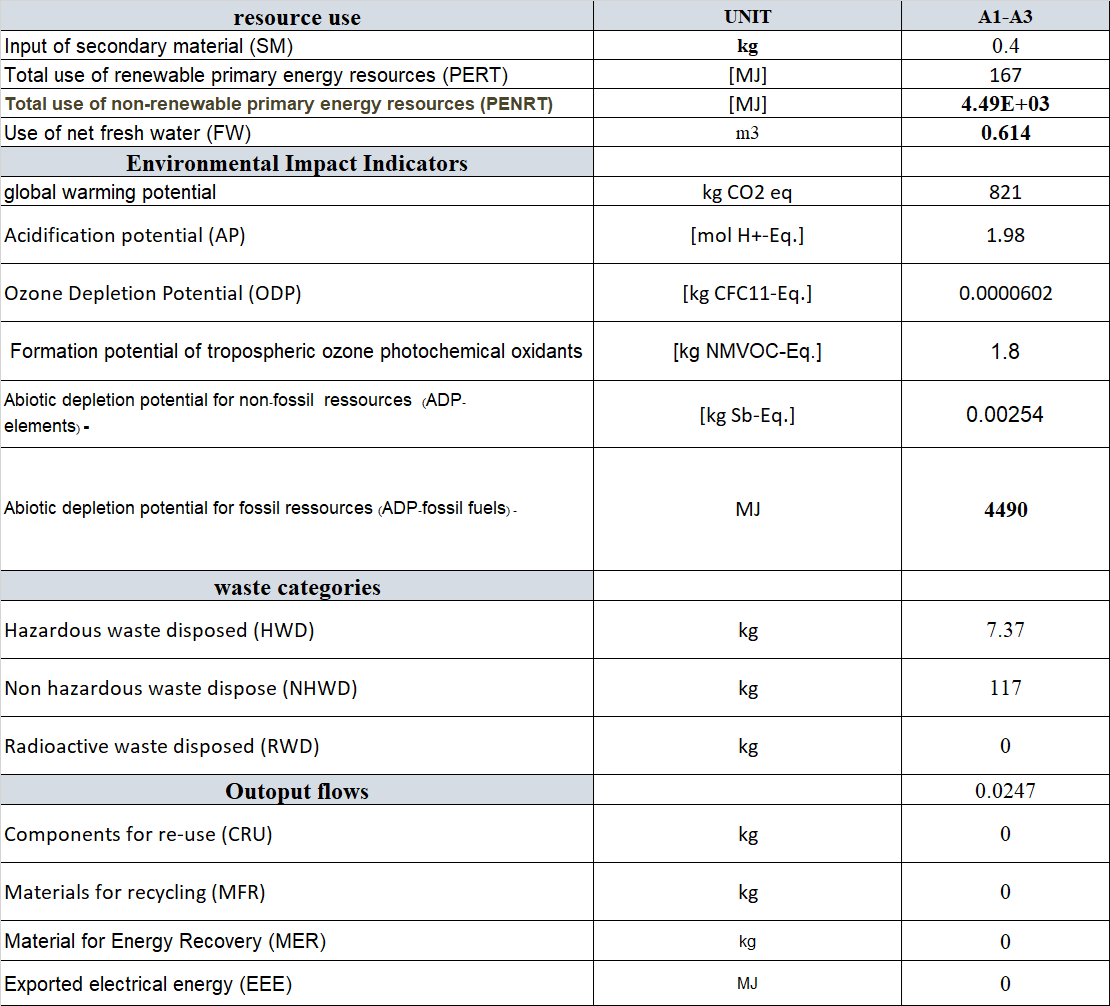 resource use UNIT A1-A3
Input of secondary material (SM) kg 0.4
Total use of renewable primary energy resources (PERT) [MJ] 167
Total use of non-renewable primary energy resources (PENRT) [MJ] 4.49E+03
Use of net fresh water (FW) m3 0.614
Environmental Impact Indicators
global warming potential kg CO2 eq 821
Acidification potential (AP) [mol H+-Eq.] 1.98
Ozone Depletion Potential (ODP) [kg CFC11-Eq.] 0.0000602
Formation potential of tropospheric ozone photochemical oxidants [kg NMVOC-Eq.] 1.8
Abiotic depletion potential for non-fossil ressources (ADP-
elements) - [kg Sb-Eq.] 0.00254
Abiotic depletion potential for fossil ressources (ADP-fossil fuels) - MJ 4490
waste categories
Hazardous waste disposed (HWD) kg 7.37
Non hazardous waste dispose (NHWD) kg 117
Radioactive waste disposed (RWD) kg 0
Outoput flows 0.0247
Components for re-use (CRU) kg 0
Materials for recycling (MFR) kg 0
Material for Energy Recovery (MER) kg 0
Exported electrical energy (EEE) MJ 0